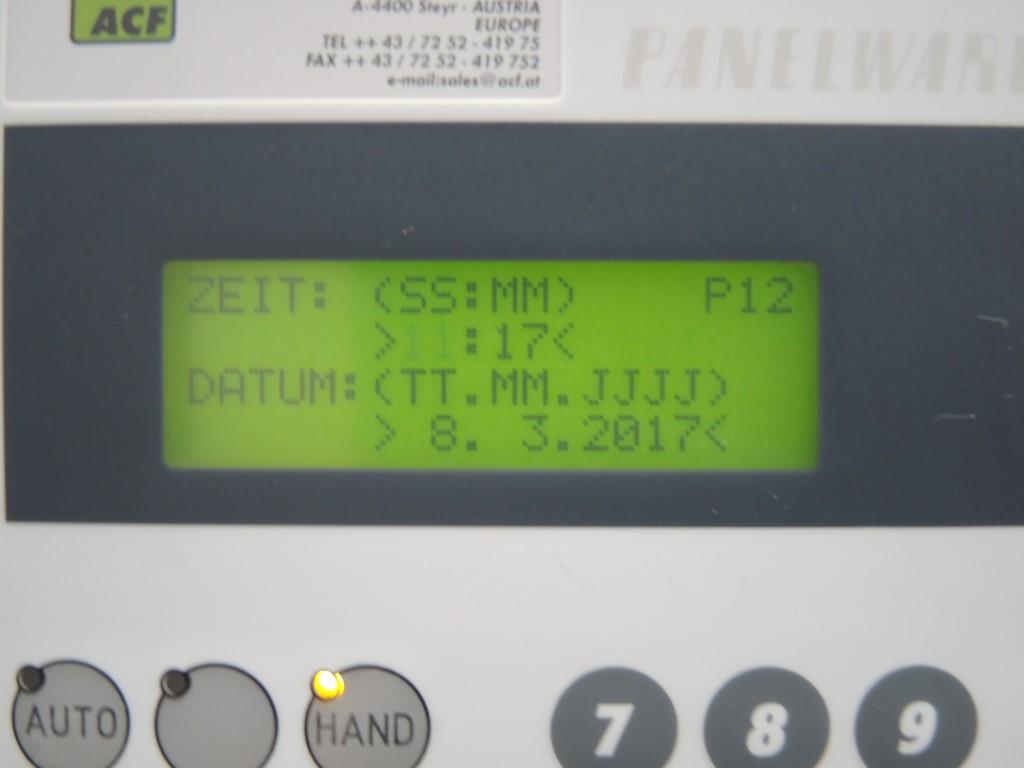 ACF
A-4400 Steyr - AUSTRIA
EUROPE
TEL ++ 43 / 72 52 - 419 75
FAX ++ 43 / 72 52 - 419 752
e-mail:sales@acf.at
PANELWARE
ZEIT: (SS:MM) P12
>11:17<
DATUM:(TT.MM.JJJJ)
> 8. 3.2017<
AUTO HAND 7 8 9